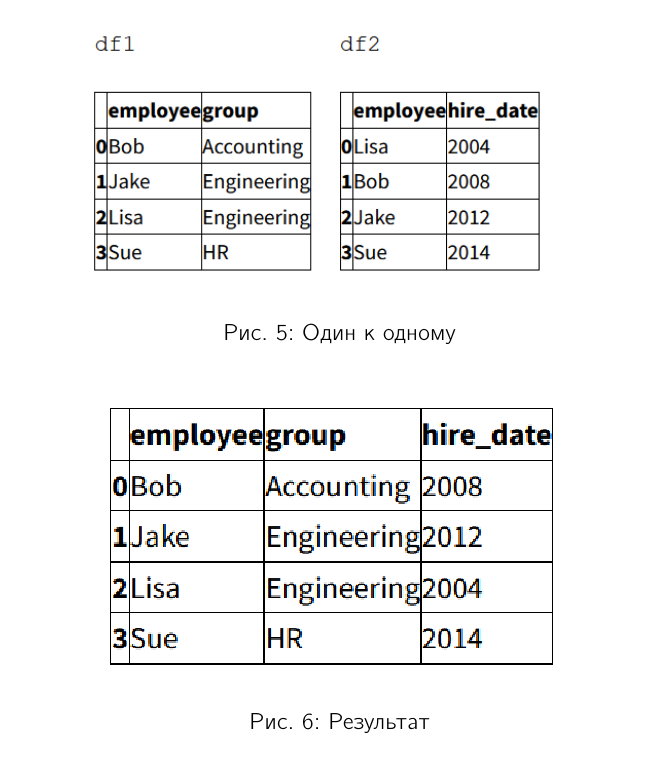 df1 df2
employee group employee hire_date
0 Bob Accounting 0 Lisa 2004
1 Jake Engineering 1 Bob 2008
2 Lisa Engineering 2 Jake 2012
3 Sue HR 3 Sue 2014
Рис. 5: Один к одному
employee group hire_date
0 Bob Accounting 2008
1 Jake Engineering 2012
2 Lisa Engineering 2004
3 Sue HR 2014
Рис. 6: Результат